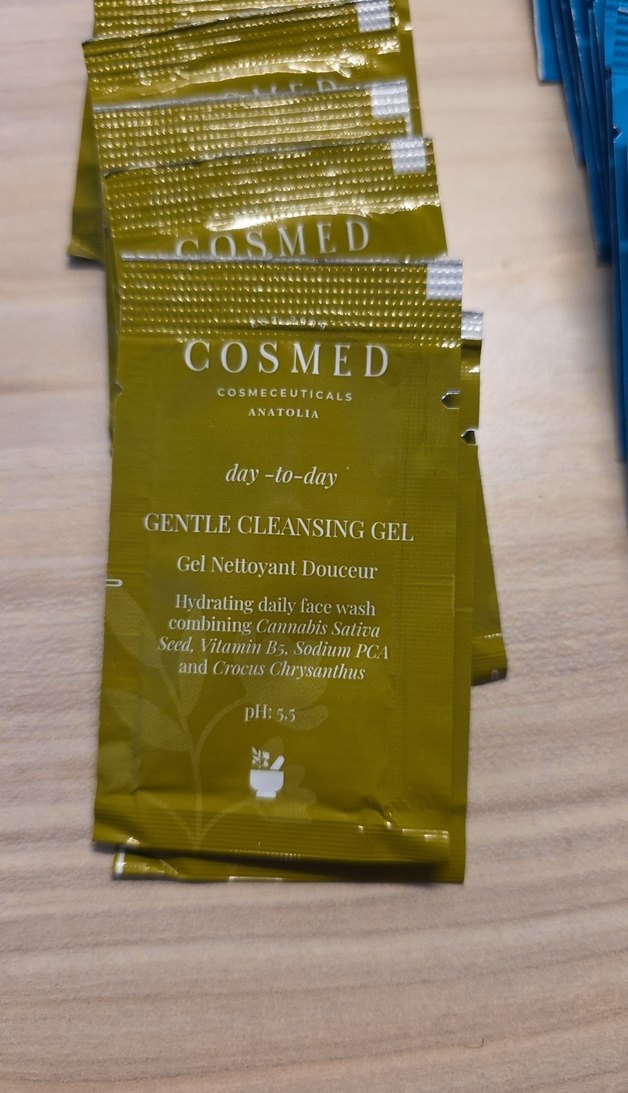 COSMED
COSMED
COSMECEUTICALS
ANATOLIA
day -to-day
GENTLE CLEANSING GEL
Gel Nettoyant Douceur
Hydrating daily face wash
combining Cannabis Sativa
Seed, Vitamin B5, Sodium PCA
and Crocus Chrysanthus
pH: 5.5